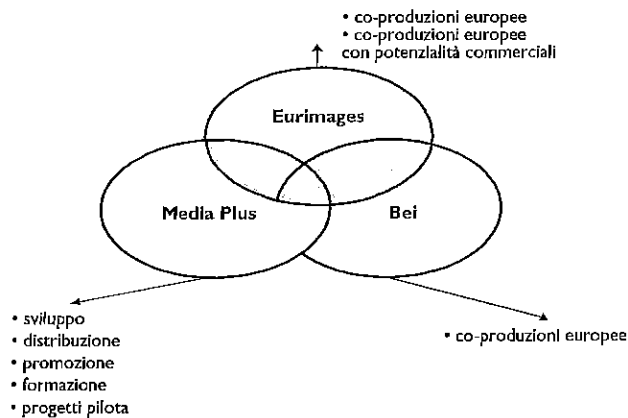 • co-produzioni europee
• co-produzioni europee
con potenzialità commerciali
Eurimages
Media Plus
Bei
• sviluppo
• distribuzione
• promozione
• formazione
• progetti pilota
• co-produzioni europee